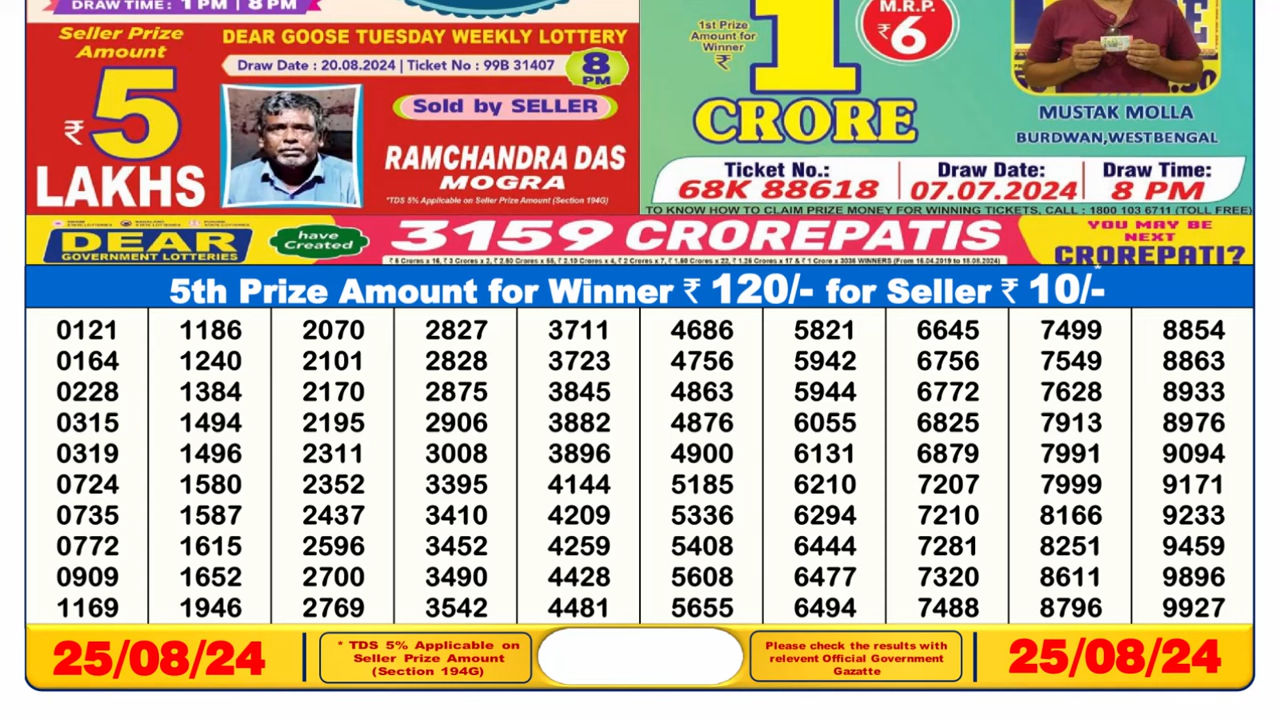 DRAW TIME: 1 PM | 8 PM
Seller Prize
Amount
₹ 5
LAKHS
DEAR GOOSE TUESDAY WEEKLY LOTTERY
Draw Date : 20.08.2024 | Ticket No : 99B 31407
8
PM
Sold by SELLER
RAMCHANDRA DAS
MOGRA
*TDS 5% Applicable on Seller Prize Amount (Section 194G)
1st Prize
Amount for
Winner
₹
1
CRORE
M.R.P.
₹6
MUSTAK MOLLA
BURDWAN,WESTBENGAL
Ticket No.:
68K 88618
Draw Date:
07.07.2024
Draw Time:
8 PM
TO KNOW HOW TO CLAIM PRIZE MONEY FOR WINNING TICKETS, CALL : 1800 103 6711 (TOLL FREE)
DEAR
GOVERNMENT LOTTERIES
have
Created
3159 CROREPATIS
YOU MAY BE
NEXT
CROREPATI?
5th Prize Amount for Winner ₹ 120/- for Seller ₹ 10/-
0121 1186 2070 2827 3711 4686 5821 6645 7499 8854
0164 1240 2101 2828 3723 4756 5942 6756 7549 8863
0228 1384 2170 2875 3845 4863 5944 6772 7628 8933
0315 1494 2195 2906 3882 4876 6055 6825 7913 8976
0319 1496 2311 3008 3896 4900 6131 6879 7991 9094
0724 1580 2352 3395 4144 5185 6210 7207 7999 9171
0735 1587 2437 3410 4209 5336 6294 7210 8166 9233
0772 1615 2596 3452 4259 5408 6444 7281 8251 9459
0909 1652 2700 3490 4428 5608 6477 7320 8611 9896
1169 1946 2769 3542 4481 5655 6494 7488 8796 9927
25/08/24
* TDS 5% Applicable on
Seller Prize Amount
(Section 194G)
Please check the results with
relevent Official Government
Gazatte
25/08/24